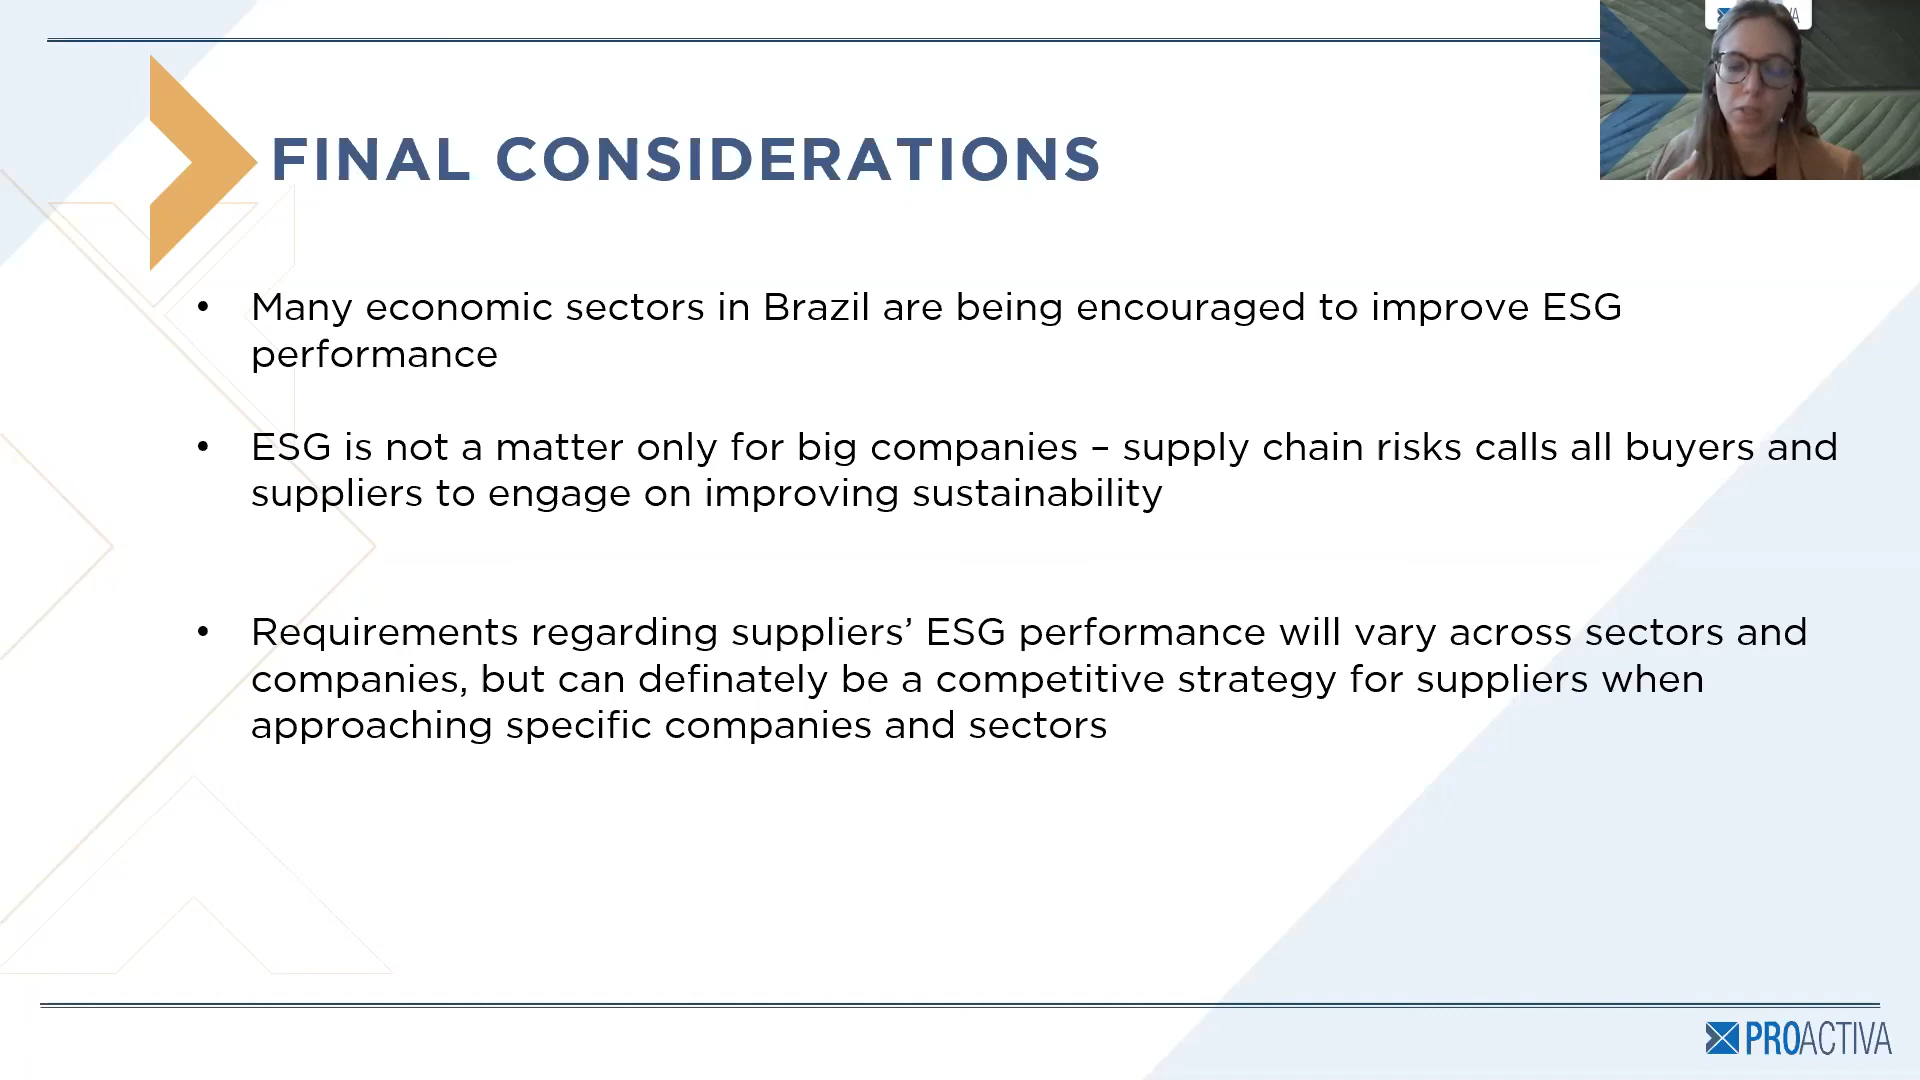 FINAL CONSIDERATIONS
• Many economic sectors in Brazil are being encouraged to improve ESG
performance
• ESG is not a matter only for big companies – supply chain risks calls all buyers and
suppliers to engage on improving sustainability
• Requirements regarding suppliers’ ESG performance will vary across sectors and
companies, but can definately be a competitive strategy for suppliers when
approaching specific companies and sectors
PROACTIVA